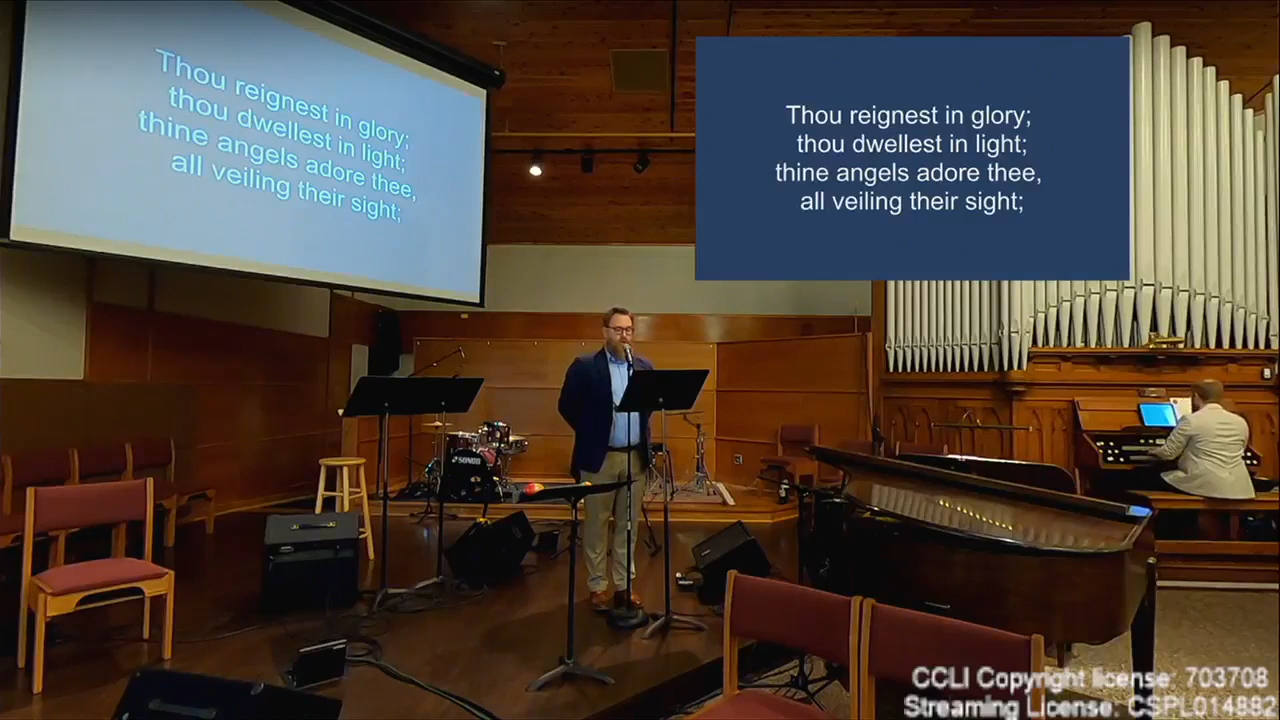 Thou reignest in glory;
thou dwellest in light;
thine angels adore thee,
all veiling their sight;
Thou reignest in glory;
thou dwellest in light;
thine angels adore thee,
all veiling their sight;
SONOR
CCLI Copyright license: 703708
Streaming License: CSPL014882